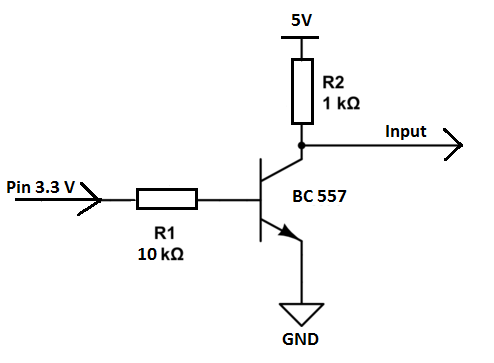 5V
R2
1 kΩ
Input
Pin 3.3 V
BC 557
R1
10 kΩ
GND